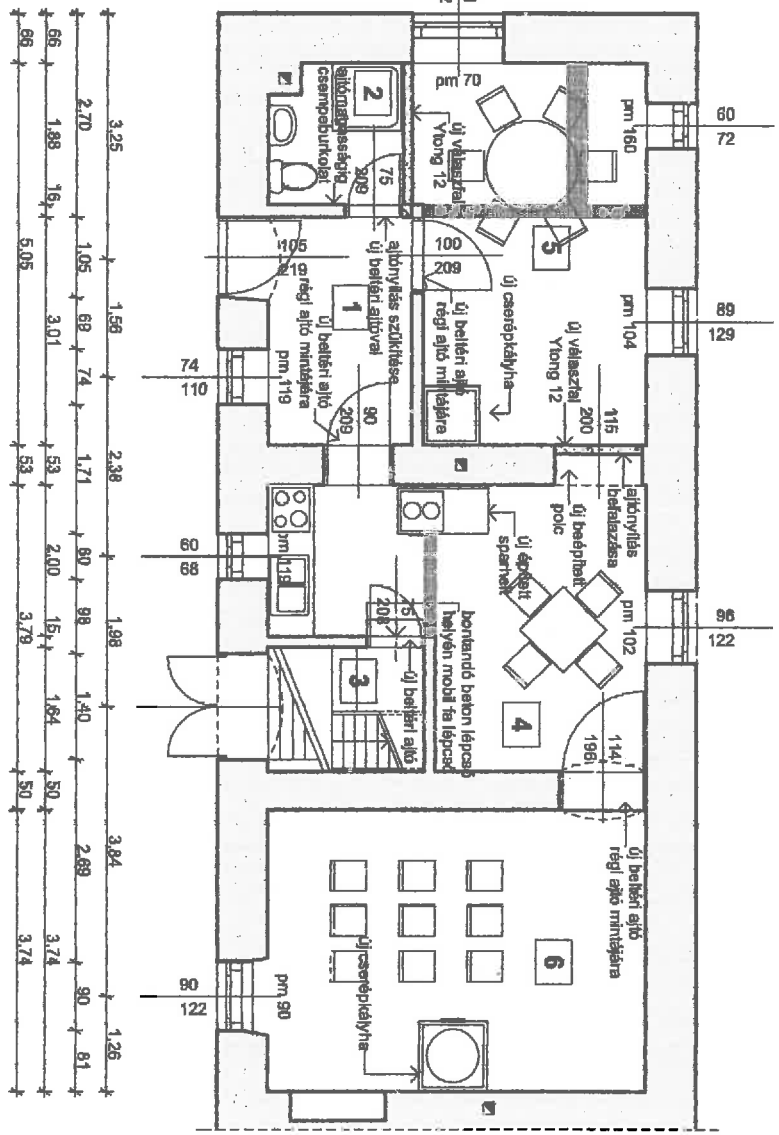 pm 70
pm 160
60
72
2
ajtómagasságig
csempeburkolat
új válaszfal
Ytong 12
75
209
5
100
209
105
219
ajtónyílás szűkítése
új beltéri ajtóval
1
új beltéri ajtó
régi ajtó mintájára
új beltéri ajtó
régi ajtó mintájára
új cserépkályha
pm 104
89
129
új válaszfal
Ytong 12
115
200
74
110
pm 119
90
209
ajtónyílás
befalazása
új beépített
polc
új épített
sparhelt
60
68
pm 119
pm 102
96
122
208
bontandó beton lépcső
helyén mobil fa lépcső
új beltéri ajtó
3
4
114
196
új beltéri ajtó
régi ajtó mintájára
6
új cserépkályha
90
122
pm 90
3,25
1,56
2,38
1,98
3,84
1,26
2,70
1,05
69
74
1,71
60
98
1,40
2,69
90
81
66
1,88
16
3,01
53
2,00
15
1,64
50
3,74
66
5,05
53
3,79
50
3,74